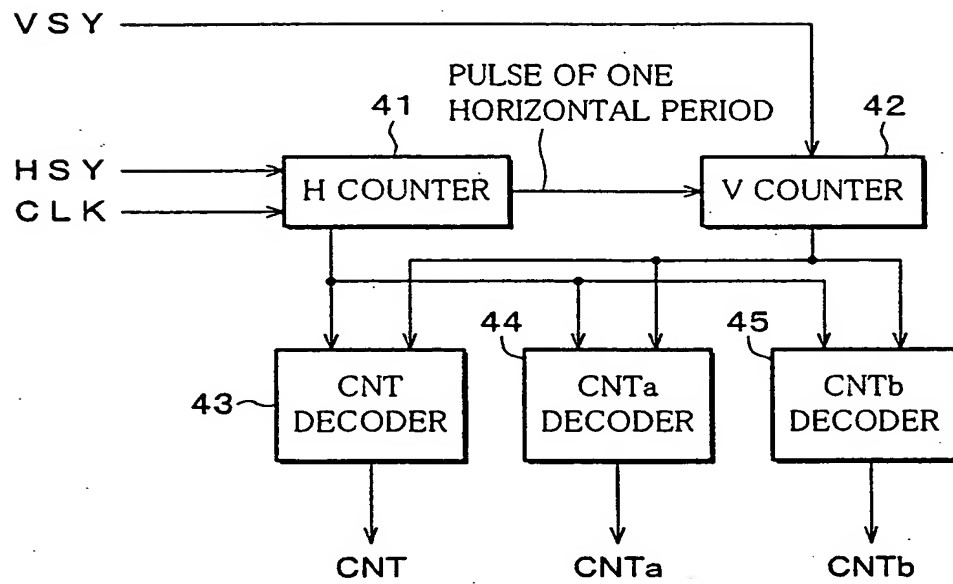 VSY
PULSE OF ONE
HORIZONTAL PERIOD
41
42
HSY
CLK
H COUNTER
V COUNTER
44
45
43
CNT
DECODER
CNTa
DECODER
CNTb
DECODER
CNT
CNTa
CNTb